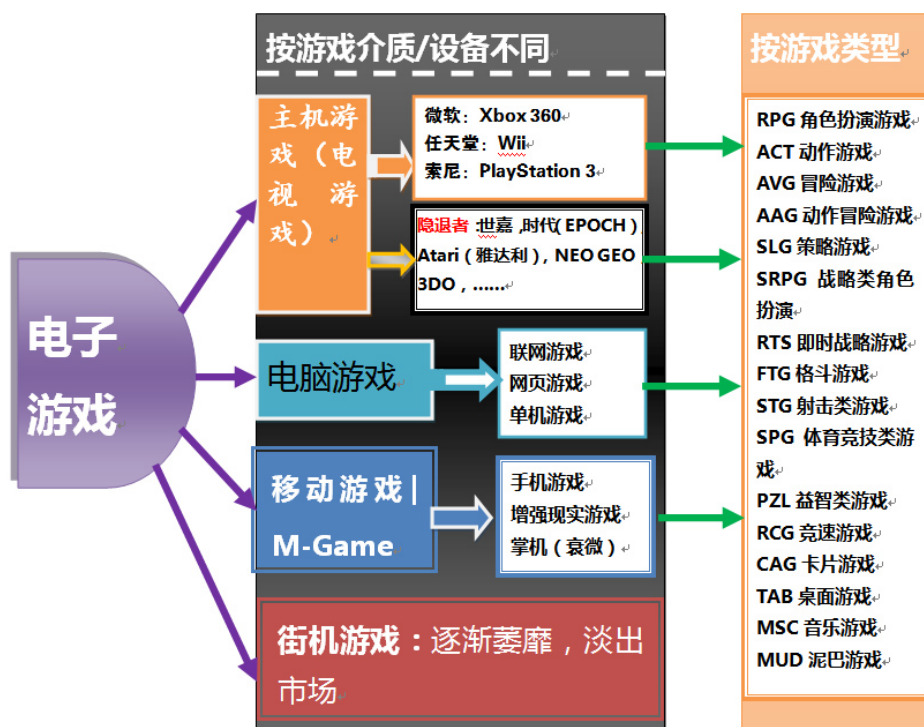 电子
游戏
按游戏介质/设备不同
主机游
戏（电
视 游
戏）
微软：Xbox 360
任天堂：Wii
索尼：PlayStation 3
隐退者：世嘉,时代(EPOCH),
Atari（雅达利），NEO GEO
3DO，……
电脑游戏
联网游戏
网页游戏
单机游戏
移动游戏|
M-Game
手机游戏
增强现实游戏
掌机（衰微）
街机游戏：逐渐萎靡，淡出
市场
按游戏类型
RPG 角色扮演游戏
ACT 动作游戏
AVG 冒险游戏
AAG 动作冒险游戏
SLG 策略游戏
SRPG 战略类角色
扮演
RTS 即时战略游戏
FTG 格斗游戏
STG 射击类游戏
SPG 体育竞技类游
戏
PZL 益智类游戏
RCG 竞速游戏
CAG 卡片游戏
TAB 桌面游戏
MSC 音乐游戏
MUD 泥巴游戏